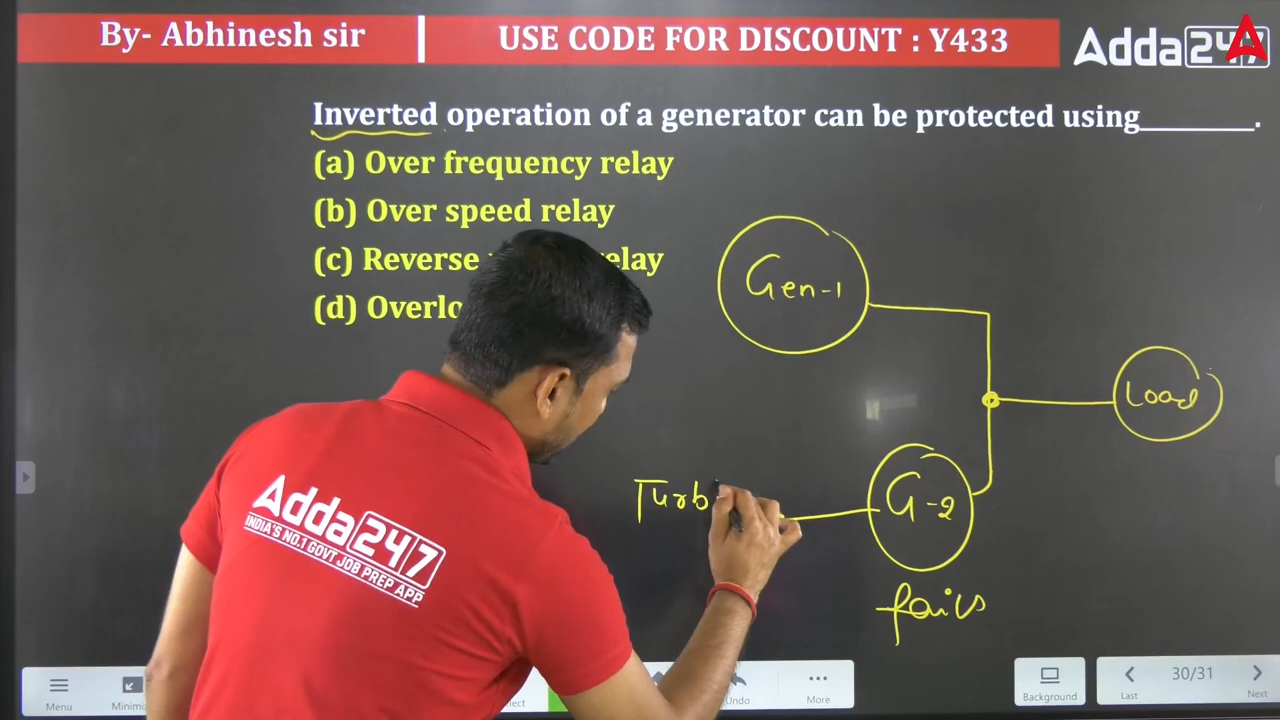 By- Abhinesh sir
USE CODE FOR DISCOUNT : Y433
Adda247
Inverted operation of a generator can be protected using________.
(a) Over frequency relay
(b) Over speed relay
(c) Reverse relay
(d) Overlo
Gen-1
Load
G-2
Turb
fails
Adda247
INDIA'S NO.1 GOVT JOB PREP APP
Menu
Undo
More
Background
30/31
Last
Next